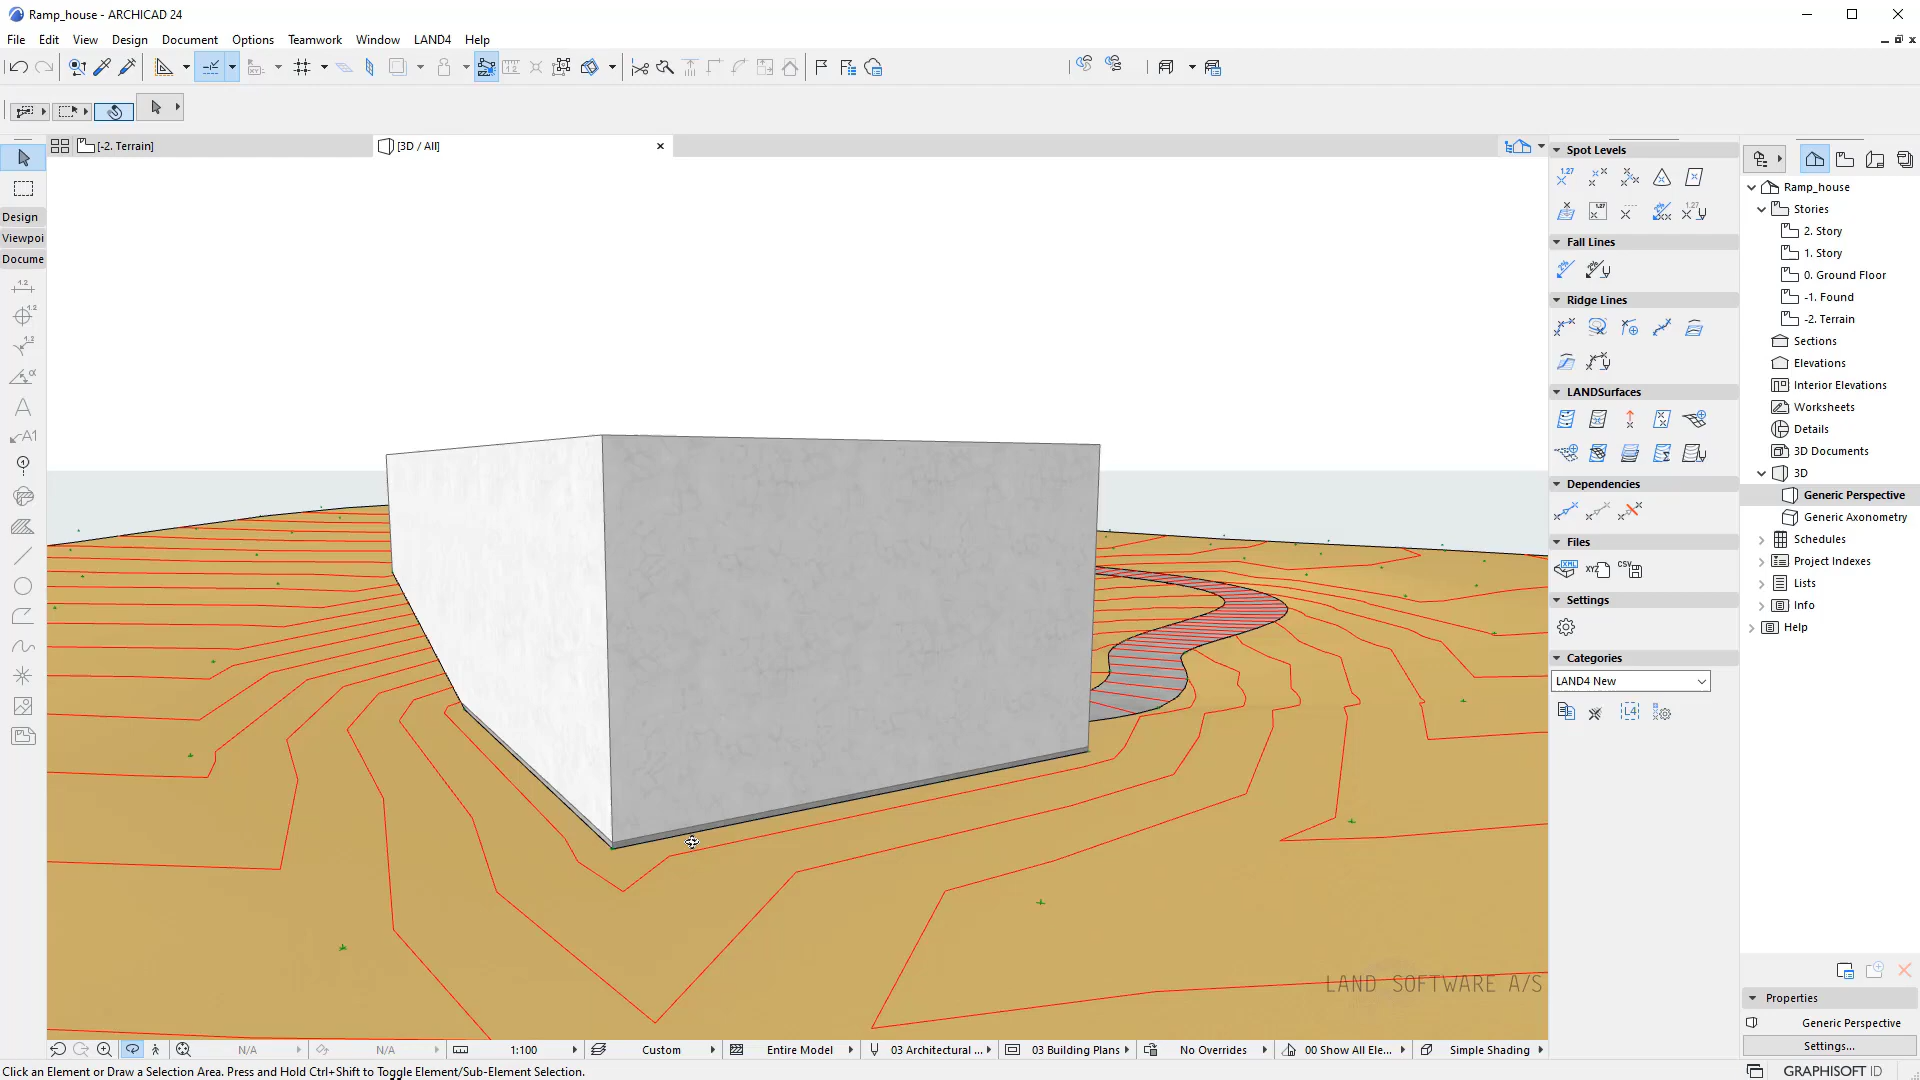 Ramp_house - ARCHICAD 24
File Edit View Design Document Options Teamwork Window LAND4 Help
[-2. Terrain]
[3D / All]
Design
Viewpoi
Docume
Spot Levels
Fall Lines
Ridge Lines
LANDSurfaces
Dependencies
Files
Settings
Categories
LAND4 New
Ramp_house
Stories
2. Story
1. Story
0. Ground Floor
-1. Found
-2. Terrain
Sections
Elevations
Interior Elevations
Worksheets
Details
3D Documents
3D
Generic Perspective
Generic Axonometry
Schedules
Project Indexes
Lists
Info
Help
LAND SOFTWARE A/S
Properties
Generic Perspective
Settings...
N/A N/A 1:100 Custom Entire Model 03 Architectural ... 03 Building Plans No Overrides 00 Show All Ele... Simple Shading
Click an Element or Draw a Selection Area. Press and Hold Ctrl+Shift to Toggle Element/Sub-Element Selection.
GRAPHISOFT ID